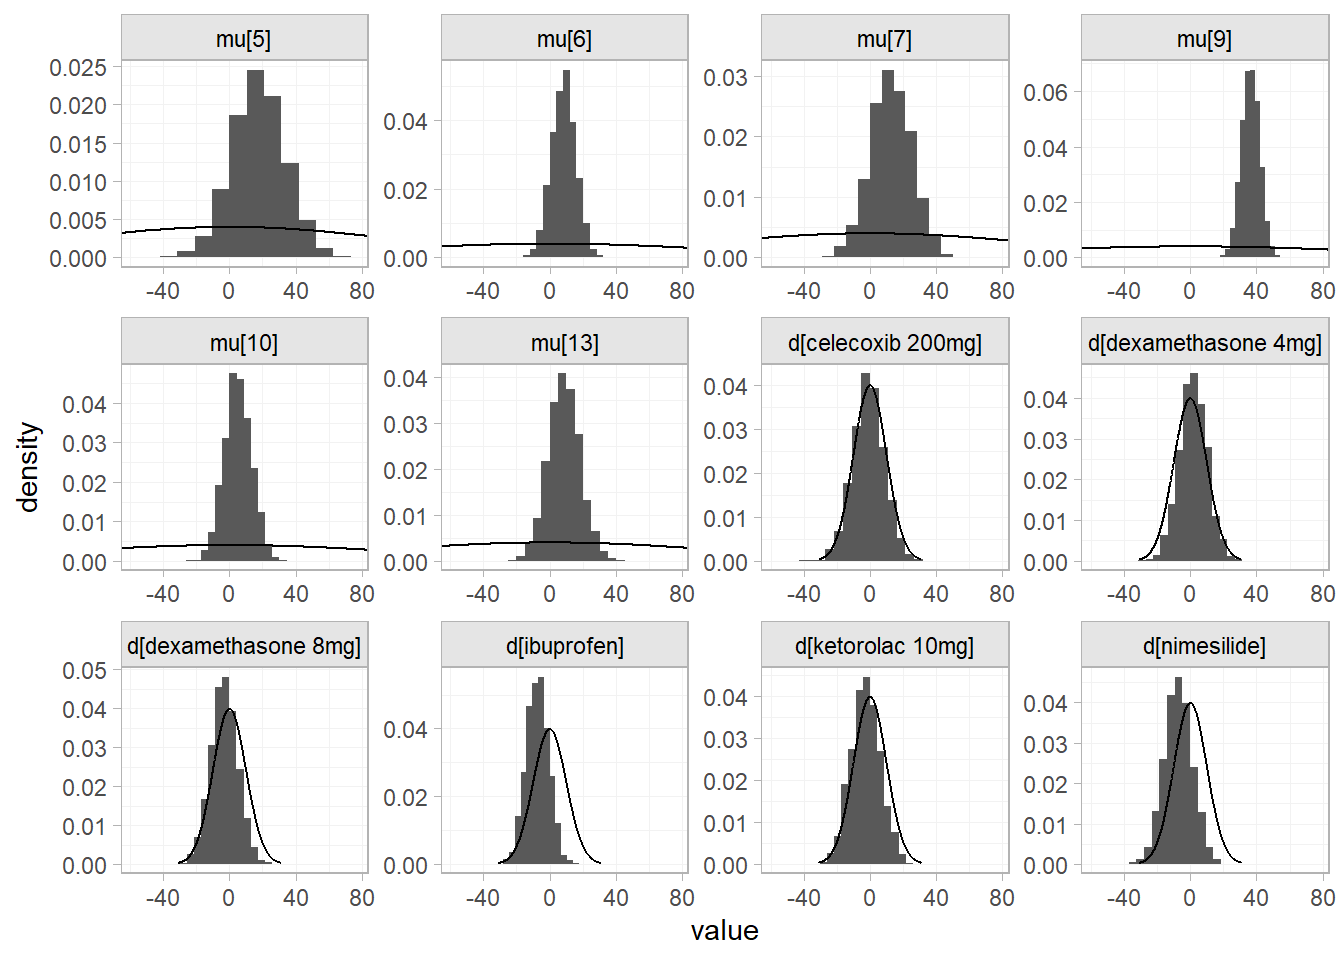 mu[5] mu[6] mu[7] mu[9]
0.025 0.020 0.015 0.010 0.005 0.000
0.04 0.02 0.00
0.03 0.02 0.01 0.00
0.06 0.04 0.02 0.00
-40 0 40 80 -40 0 40 80 -40 0 40 80 -40 0 40 80
mu[10] mu[13] d[celecoxib 200mg] d[dexamethasone 4mg]
0.04 0.03 0.02 0.01 0.00
0.04 0.03 0.02 0.01 0.00
0.04 0.03 0.02 0.01 0.00
0.04 0.03 0.02 0.01 0.00
-40 0 40 80 -40 0 40 80 -40 0 40 80 -40 0 40 80
density
d[dexamethasone 8mg] d[ibuprofen] d[ketorolac 10mg] d[nimesilide]
0.05 0.04 0.03 0.02 0.01 0.00
0.04 0.02 0.00
0.04 0.03 0.02 0.01 0.00
0.04 0.03 0.02 0.01 0.00
-40 0 40 80 -40 0 40 80 -40 0 40 80 -40 0 40 80
value